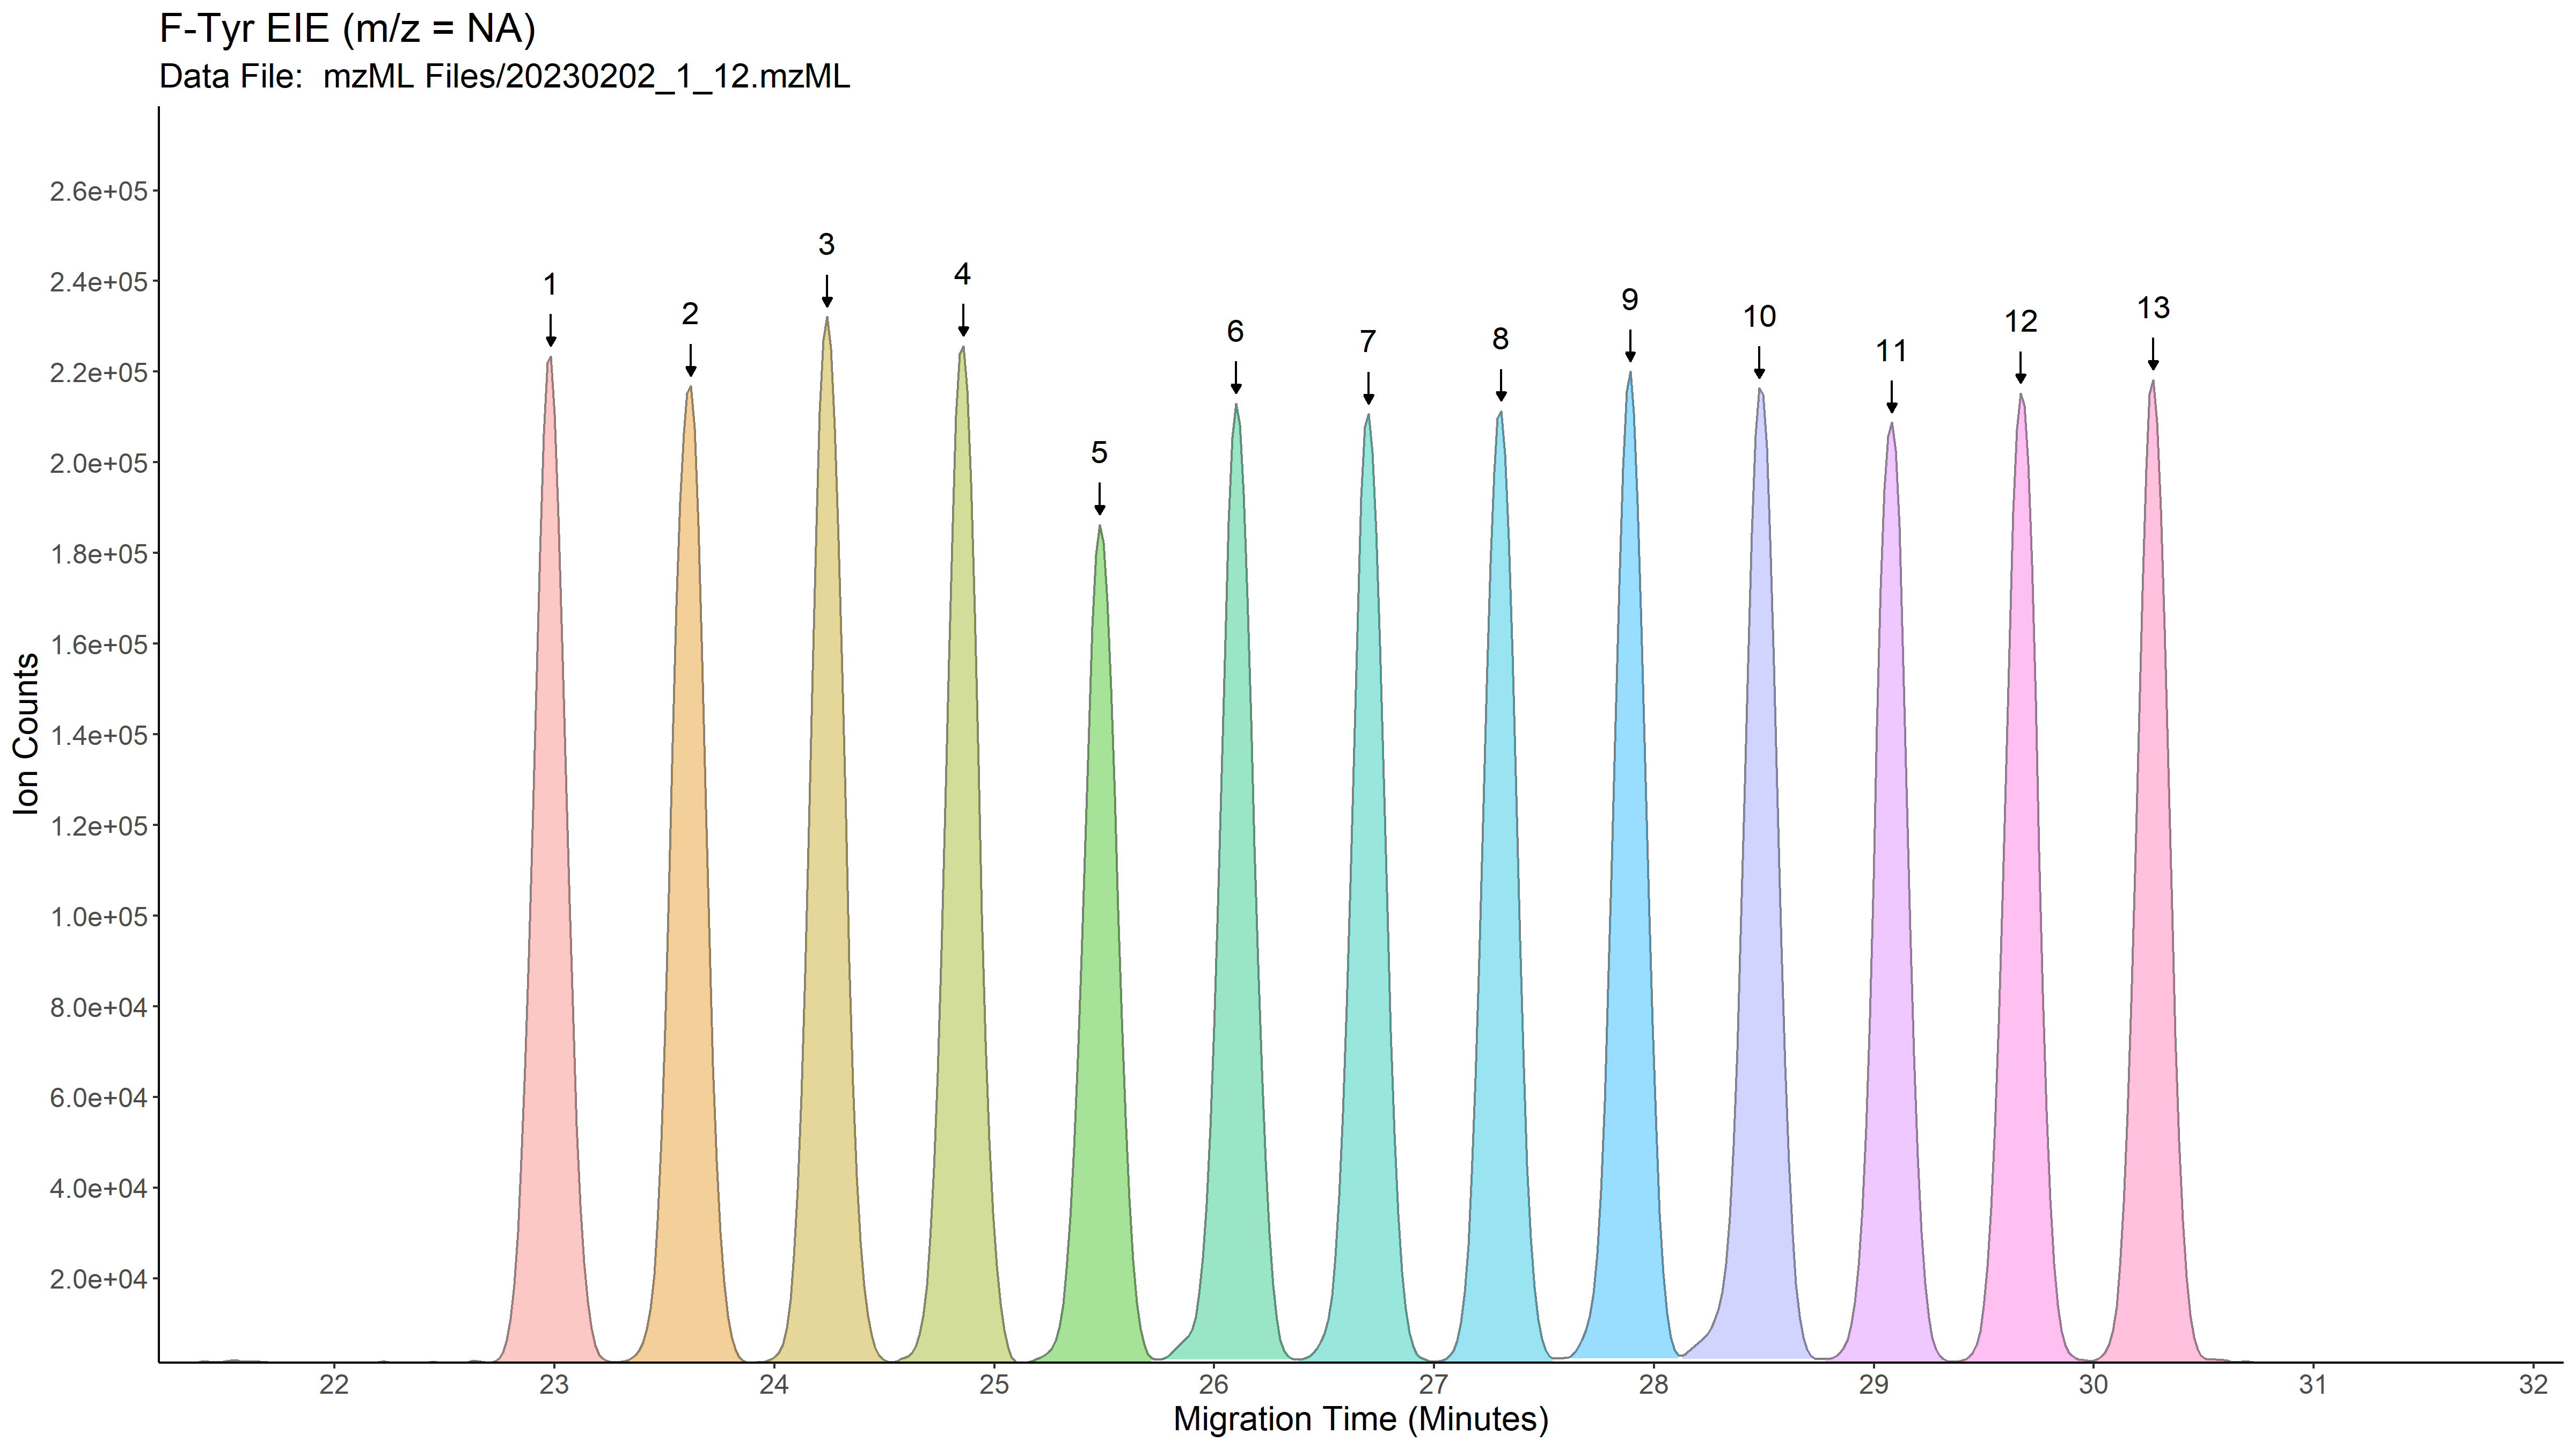 F-Tyr EIE (m/z = NA)
Data File:  mzML Files/20230202_1_12.mzML
Ion Counts
2.6e+05
2.4e+05
2.2e+05
2.0e+05
1.8e+05
1.6e+05
1.4e+05
1.2e+05
1.0e+05
8.0e+04
6.0e+04
4.0e+04
2.0e+04
1
2
3
4
5
6
7
8
9
10
11
12
13
22 23 24 25 26 27 28 29 30 31 32
Migration Time (Minutes)